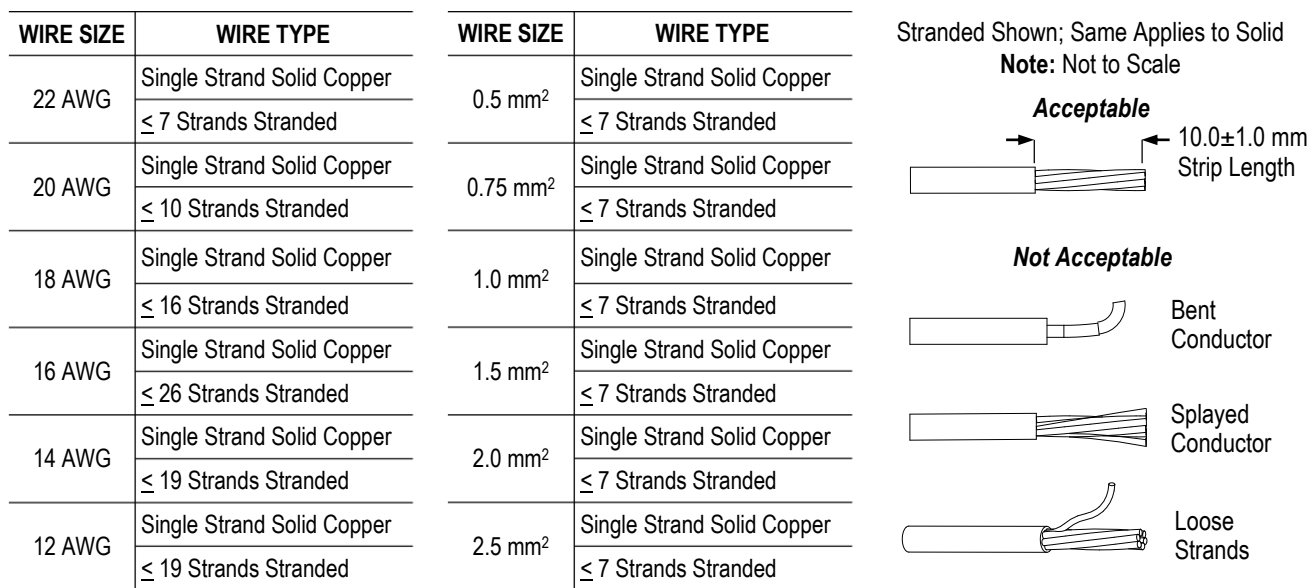 WIRE SIZE WIRE TYPE
22 AWG
Single Strand Solid Copper
≤ 7 Strands Stranded
20 AWG
Single Strand Solid Copper
≤ 10 Strands Stranded
18 AWG
Single Strand Solid Copper
≤ 16 Strands Stranded
16 AWG
Single Strand Solid Copper
≤ 26 Strands Stranded
14 AWG
Single Strand Solid Copper
≤ 19 Strands Stranded
12 AWG
Single Strand Solid Copper
≤ 19 Strands Stranded
WIRE SIZE WIRE TYPE
0.5 mm²
Single Strand Solid Copper
≤ 7 Strands Stranded
0.75 mm²
Single Strand Solid Copper
≤ 7 Strands Stranded
1.0 mm²
Single Strand Solid Copper
≤ 7 Strands Stranded
1.5 mm²
Single Strand Solid Copper
≤ 7 Strands Stranded
2.0 mm²
Single Strand Solid Copper
≤ 7 Strands Stranded
2.5 mm²
Single Strand Solid Copper
≤ 7 Strands Stranded
Stranded Shown; Same Applies to Solid
Note: Not to Scale
Acceptable
10.0±1.0 mm
Strip Length
Not Acceptable
Bent
Conductor
Splayed
Conductor
Loose
Strands